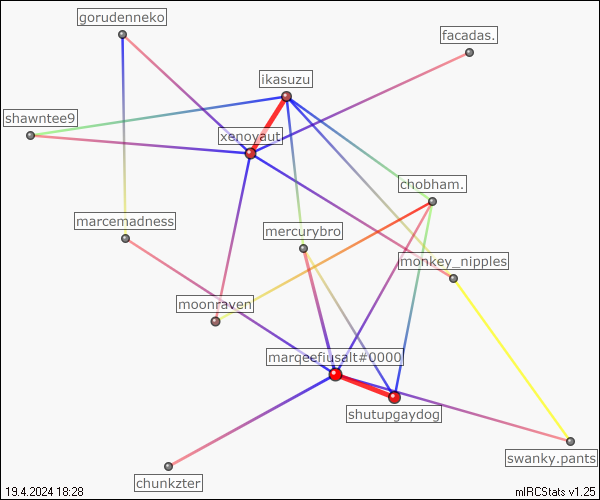 gorudenneko
facadas.
ikasuzu
shawntee9
xenoyaut
chobham.
marcemadness
mercurybro
monkey_nipples
moonraven
marqeefiusalt#0000
shutupgaydog
swanky.pants
chunkzter
19.4.2024 18:28
mIRCStats v1.25